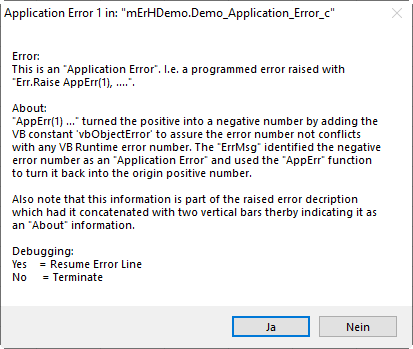 Application Error 1 in: "mErHDemo.Demo_Application_Error_c"
Error:
This is an "Application Error". I.e. a programmed error raised with
"Err.Raise AppErr(1), ....".
About:
"AppErr(1) ..." turned the positive into a negative number by adding the
VB constant 'vbObjectError' to assure the error number not conflicts
with any VB Runtime error number. The "ErrMsg" identified the negative
error number as an "Application Error" and used the "AppErr" function
to turn it back into the origin positive number.
Also note that this information is part of the raised error decription
which had it concatenated with two vertical bars therby indicating it as
an "About" information.
Debugging:
Yes = Resume Error Line
No = Terminate
Ja Nein